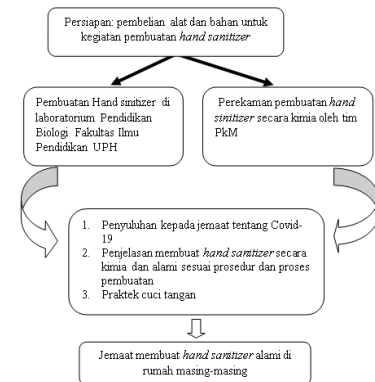 Persiapan: pembelian alat dan bahan untuk
kegiatan pembuatan hand sanitizer
Pembuatan Hand sinitizer di
laboratorium Pendidikan
Biologi Fakultas Ilmu
Pendidikan UPH
Perekaman pembuatan hand
sinitizer secara kimia oleh tim
PkM
1. Penyuluhan kepada jemaat tentang Covid-
19
2. Penjelasan membuat hand sanitizer secara
kimia dan alami sesuai prosedur dan proses
pembuatan
3. Praktek cuci tangan
Jemaat membuat hand sanitizer alami di
rumah masing-masing